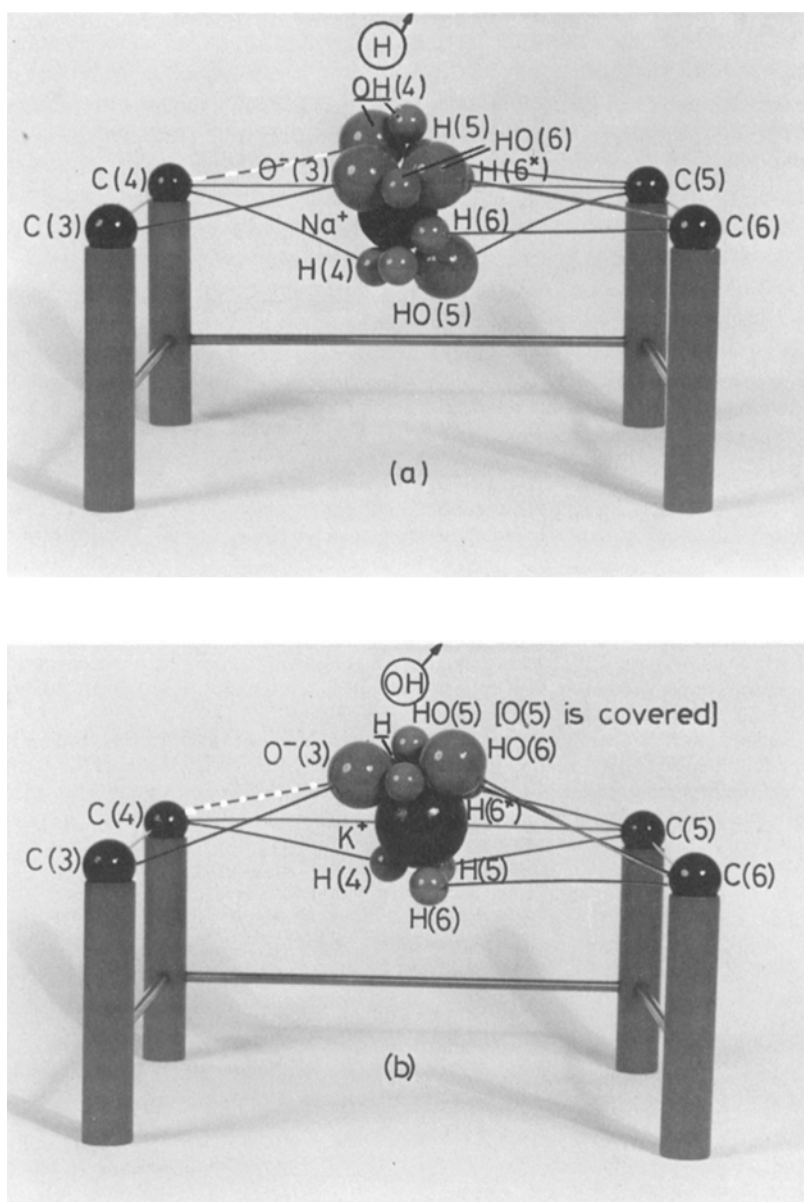 H
OH(4)
H(5)
HO(6)
O⁻(3)
H(6*)
C(4)
C(5)
C(3)
Na⁺
H(6)
C(6)
H(4)
HO(5)
(a)
OH
HO(5) [O(5) is covered]
H
HO(6)
O⁻(3)
C(4)
H(6*)
C(5)
K⁺
C(3)
H(4)
H(5)
C(6)
H(6)
(b)